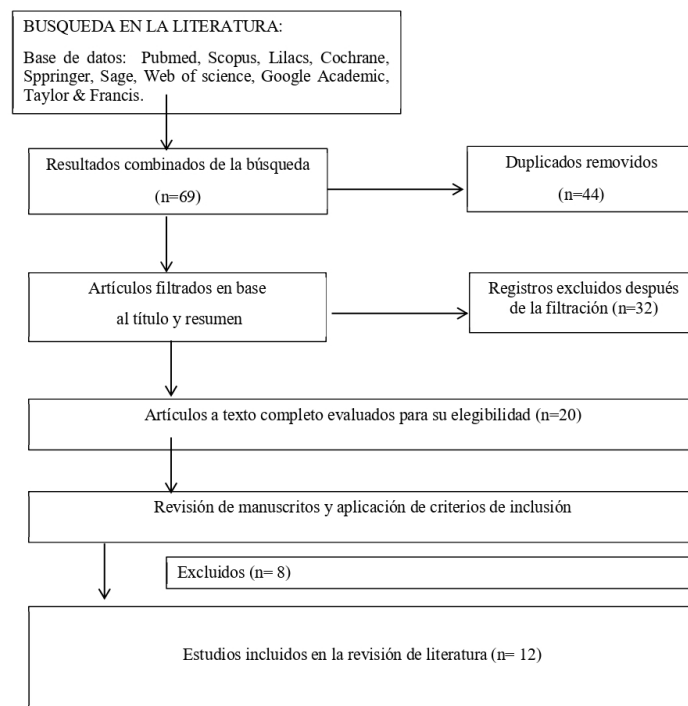 BUSQUEDA EN LA LITERATURA:
Base de datos: Pubmed, Scopus, Lilacs, Cochrane,
Sppringer, Sage, Web of science, Google Academic,
Taylor & Francis.
Resultados combinados de la búsqueda
(n=69)
Duplicados removidos
(n=44)
Artículos filtrados en base
al título y resumen
Registros excluidos después
de la filtración (n=32)
Artículos a texto completo evaluados para su elegibilidad (n=20)
Revisión de manuscritos y aplicación de criterios de inclusión
Excluidos (n= 8)
Estudios incluidos en la revisión de literatura (n= 12)